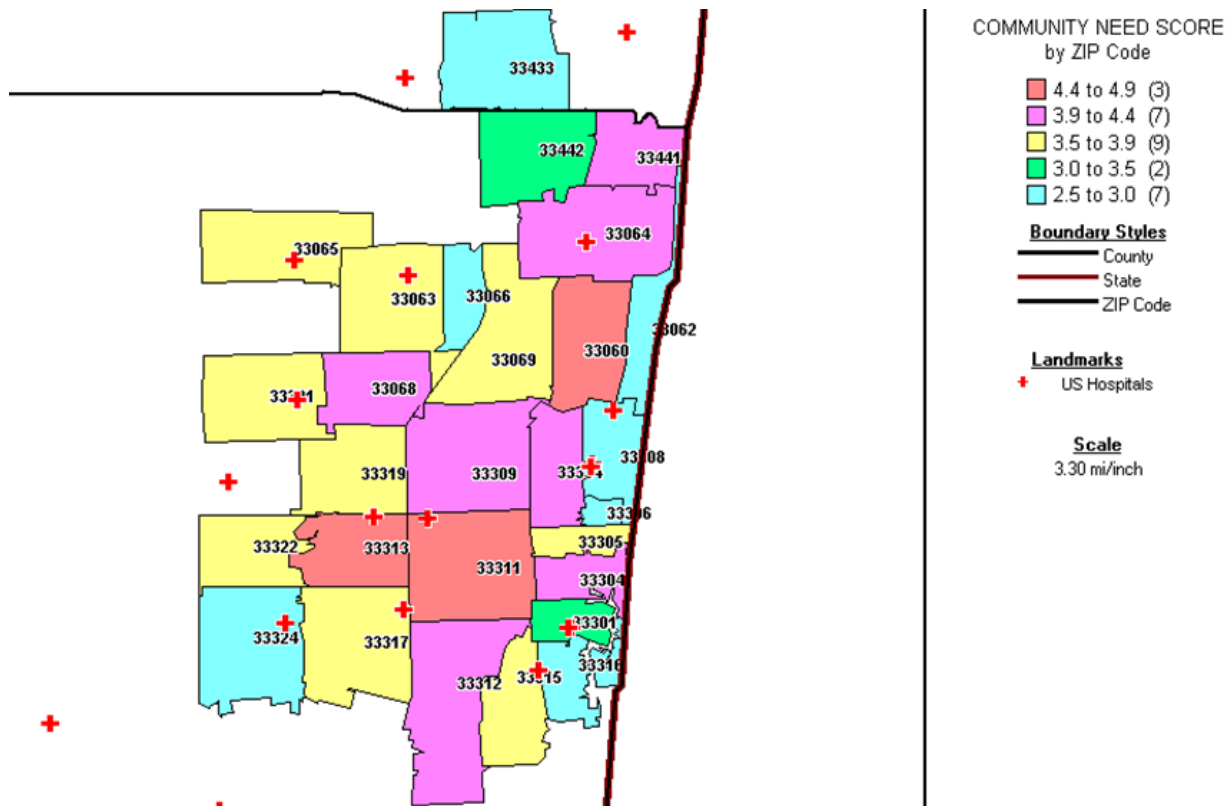 COMMUNITY NEED SCORE
by ZIP Code
4.4 to 4.9 (3)
3.9 to 4.4 (7)
3.5 to 3.9 (9)
3.0 to 3.5 (2)
2.5 to 3.0 (7)
Boundary Styles
County
State
ZIP Code
Landmarks
US Hospitals
Scale
3.30 mi/inch
33433
33442
33441
33064
33065
33063
33066
33062
33069
33060
33068
33319
33309
33305
33322
33313
33311
33304
33301
33324
33317
33316
33312